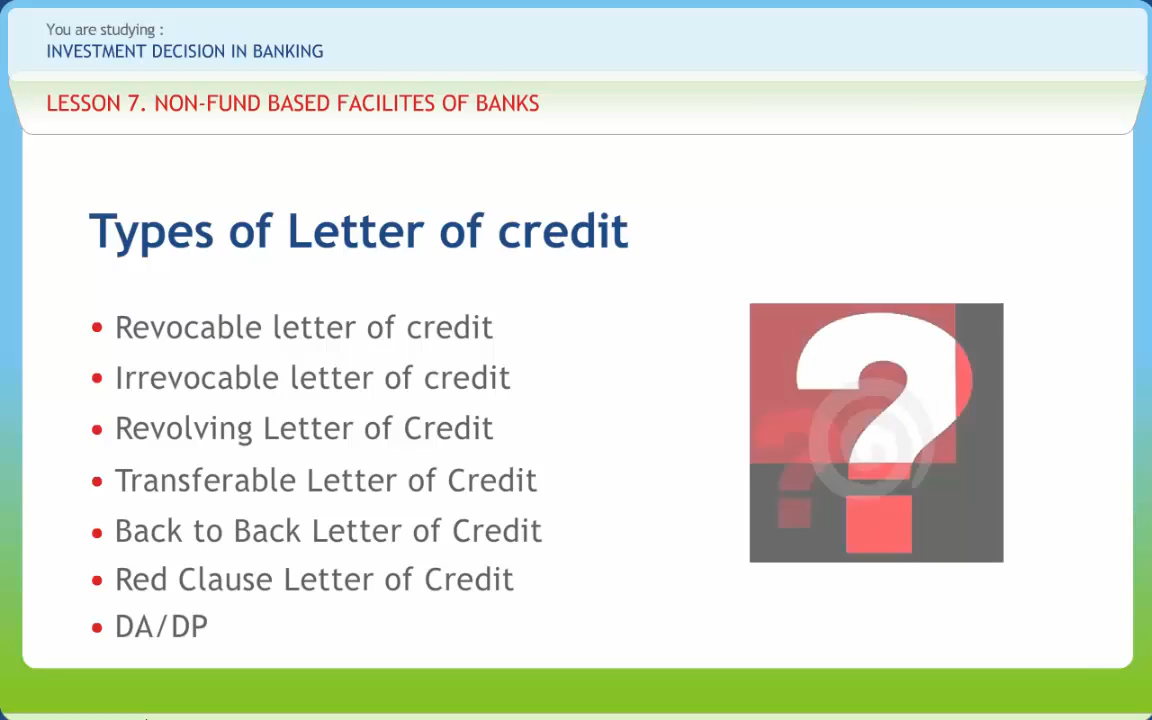 You are studying :
INVESTMENT DECISION IN BANKING
LESSON 7. NON-FUND BASED FACILITES OF BANKS
Types of Letter of credit
• Revocable letter of credit
• Irrevocable letter of credit
• Revolving Letter of Credit
• Transferable Letter of Credit
• Back to Back Letter of Credit
• Red Clause Letter of Credit
• DA/DP